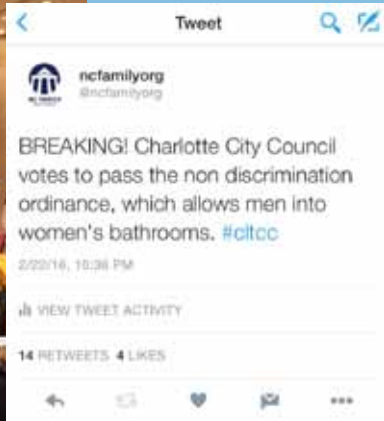 Tweet
ncfamilyorg
@ncfamilyorg
BREAKING! Charlotte City Council
votes to pass the non discrimination
ordinance, which allows men into
women's bathrooms. #cltcc
2/22/16, 10:36 PM
VIEW TWEET ACTIVITY
14 RETWEETS 4 LIKES